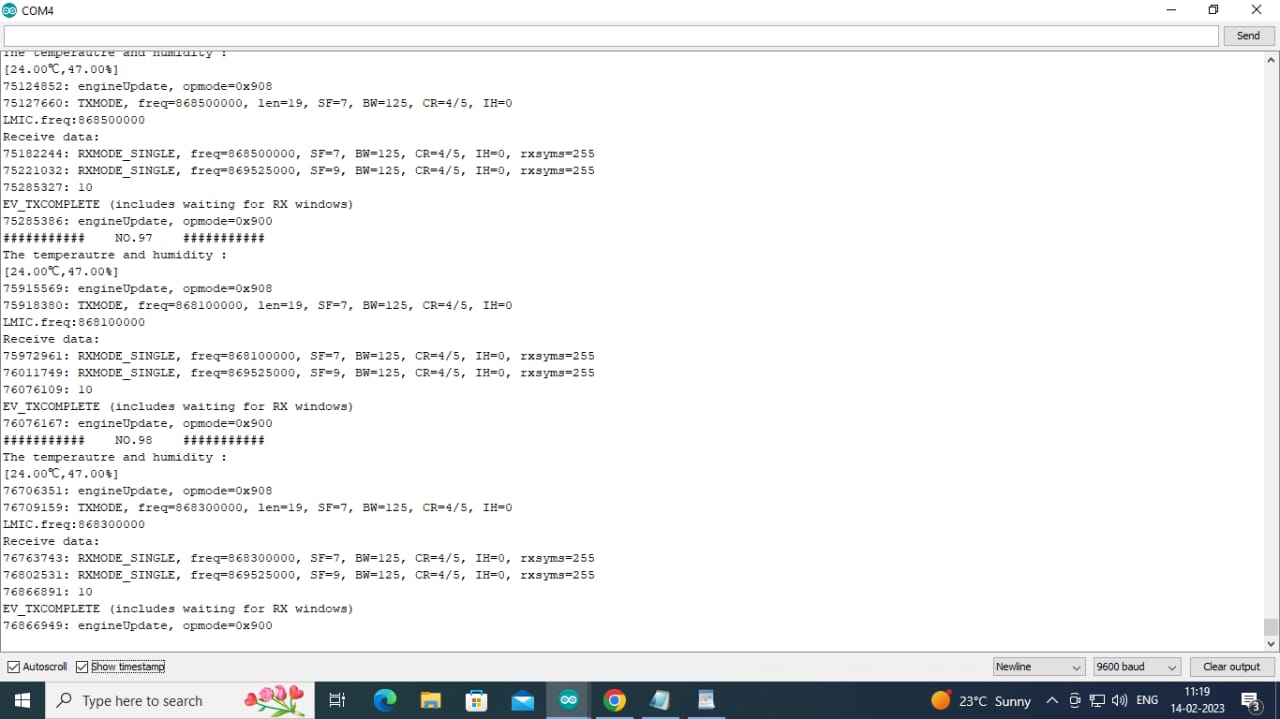 COM4
Send
The temperautre and humidity :
[24.00℃,47.00%]
75124852: engineUpdate, opmode=0x908
75127660: TXMODE, freq=868500000, len=19, SF=7, BW=125, CR=4/5, IH=0
LMIC.freq:868500000
Receive data:
75182244: RXMODE_SINGLE, freq=868500000, SF=7, BW=125, CR=4/5, IH=0, rxsyms=255
75221032: RXMODE_SINGLE, freq=869525000, SF=9, BW=125, CR=4/5, IH=0, rxsyms=255
75285327: 10
EV_TXCOMPLETE (includes waiting for RX windows)
75285386: engineUpdate, opmode=0x900
########### NO.97 ###########
The temperautre and humidity :
[24.00℃,47.00%]
75915569: engineUpdate, opmode=0x908
75918380: TXMODE, freq=868100000, len=19, SF=7, BW=125, CR=4/5, IH=0
LMIC.freq:868100000
Receive data:
75972961: RXMODE_SINGLE, freq=868100000, SF=7, BW=125, CR=4/5, IH=0, rxsyms=255
76011749: RXMODE_SINGLE, freq=869525000, SF=9, BW=125, CR=4/5, IH=0, rxsyms=255
76076109: 10
EV_TXCOMPLETE (includes waiting for RX windows)
76076167: engineUpdate, opmode=0x900
########### NO.98 ###########
The temperautre and humidity :
[24.00℃,47.00%]
76706351: engineUpdate, opmode=0x908
76709159: TXMODE, freq=868300000, len=19, SF=7, BW=125, CR=4/5, IH=0
LMIC.freq:868300000
Receive data:
76763743: RXMODE_SINGLE, freq=868300000, SF=7, BW=125, CR=4/5, IH=0, rxsyms=255
76802531: RXMODE_SINGLE, freq=869525000, SF=9, BW=125, CR=4/5, IH=0, rxsyms=255
76866891: 10
EV_TXCOMPLETE (includes waiting for RX windows)
76866949: engineUpdate, opmode=0x900
Autoscroll Show timestamp Newline 9600 baud Clear output
Type here to search 23°C Sunny ENG 11:19
14-02-2023 3